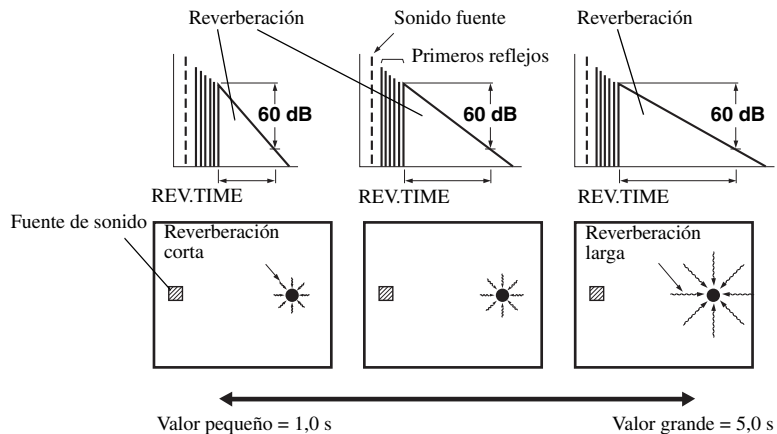 Reverberación
Sonido fuente
Reverberación
Primeros reflejos
60 dB
60 dB
60 dB
REV.TIME
REV.TIME
REV.TIME
Fuente de sonido
Reverberación
corta
Reverberación
larga
Valor pequeño = 1,0 s
Valor grande = 5,0 s